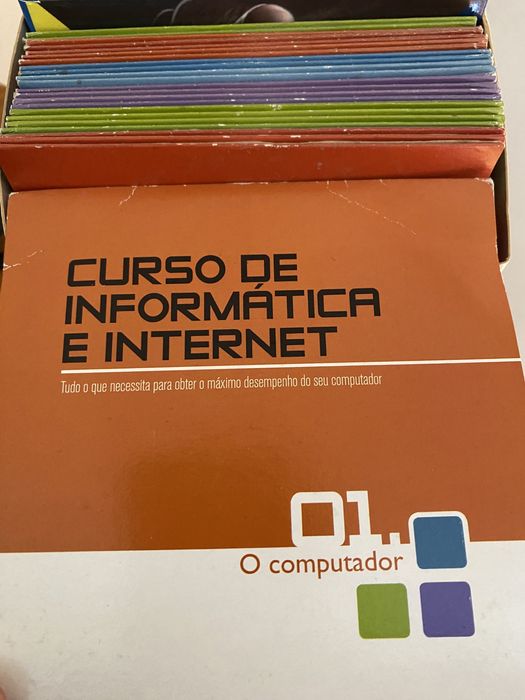 CURSO DE
INFORMÁTICA
E INTERNET
Tudo o que necessita para obter o máximo desempenho do seu computador
01..
O computador